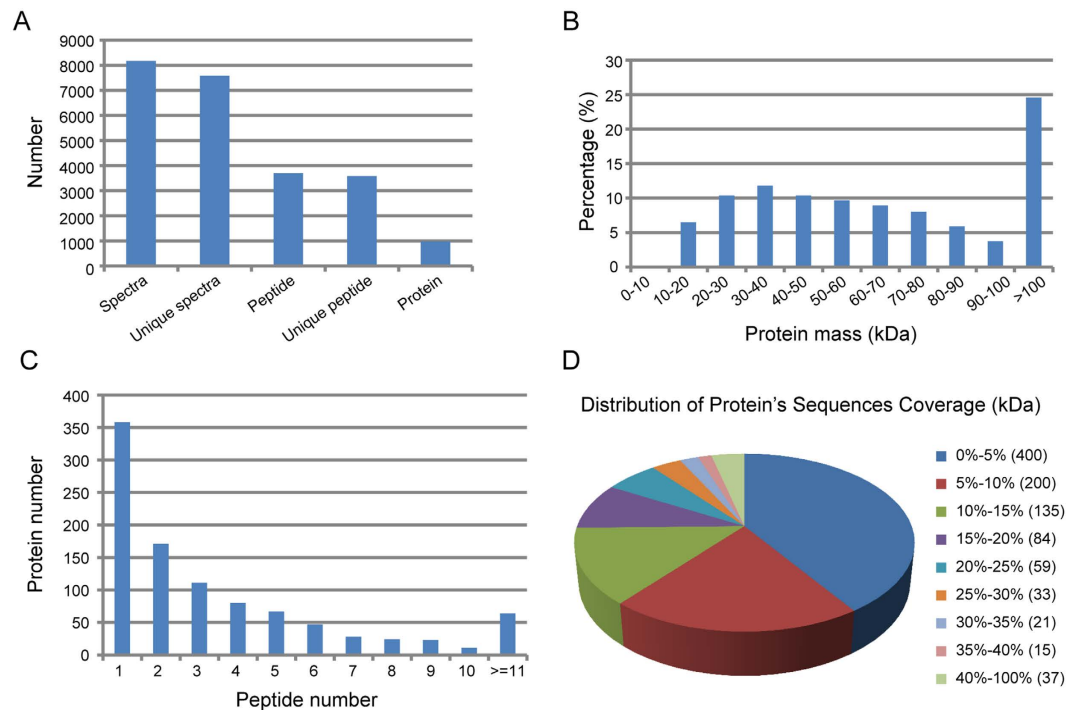 A
Number
9000
8000
7000
6000
5000
4000
3000
2000
1000
0
Spectra
Unique spectra
Peptide
Unique peptide
Protein
B
Percentage (%)
30
25
20
15
10
5
0
0-10
10-20
20-30
30-40
40-50
50-60
60-70
70-80
80-90
90-100
>100
Protein mass (kDa)
C
Protein number
400
350
300
250
200
150
100
50
0
1 2 3 4 5 6 7 8 9 10 >=11
Peptide number
D
Distribution of Protein's Sequences Coverage (kDa)
0%-5% (400)
5%-10% (200)
10%-15% (135)
15%-20% (84)
20%-25% (59)
25%-30% (33)
30%-35% (21)
35%-40% (15)
40%-100% (37)